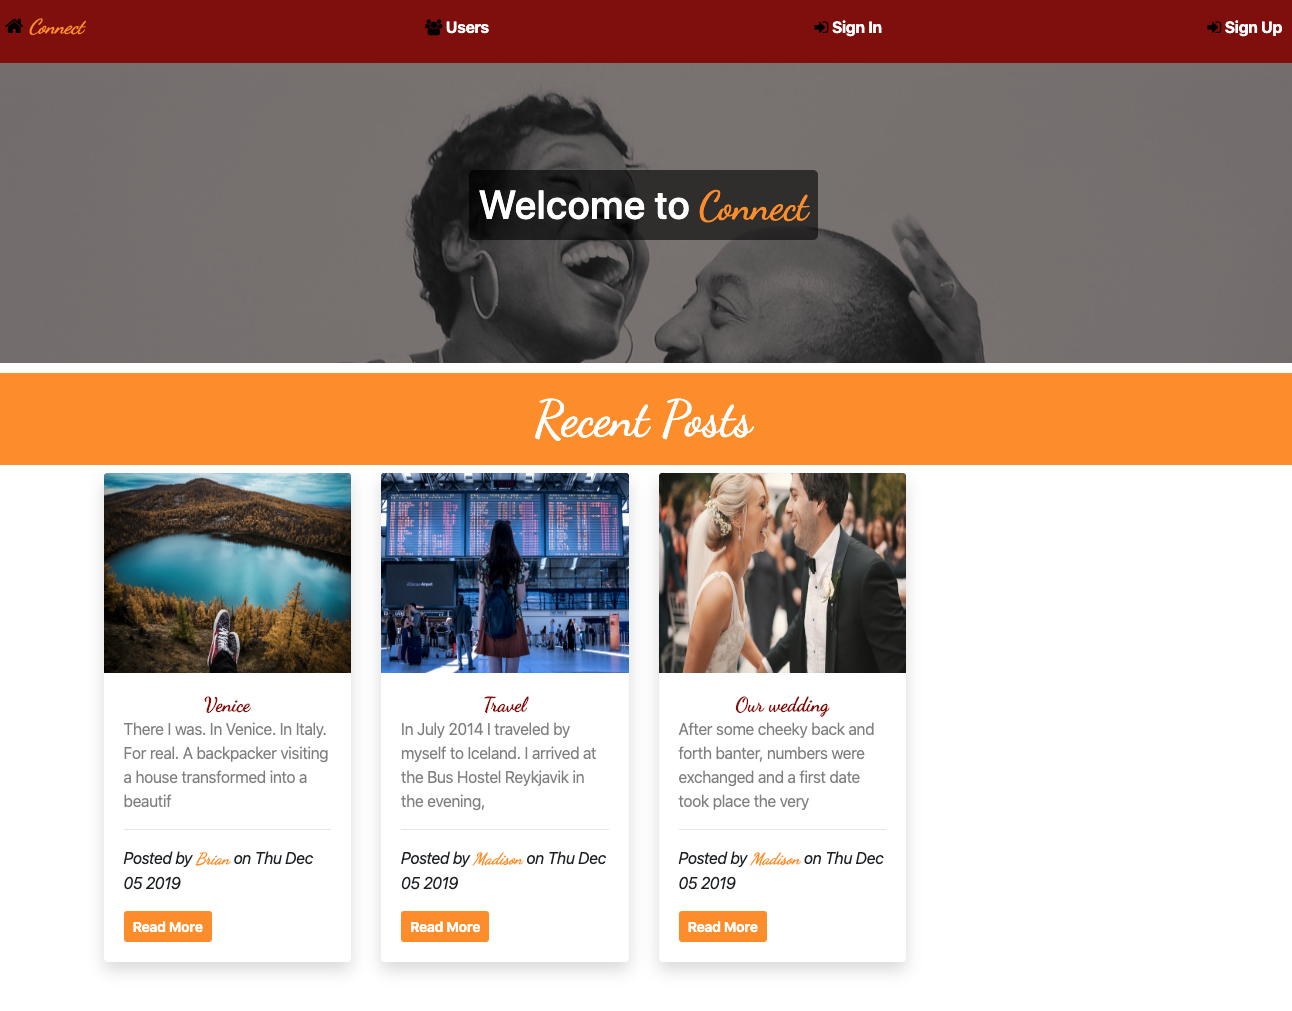 Connect
Users
Sign In
Sign Up
Welcome to Connect
Recent Posts
Venice
There I was. In Venice. In Italy.
For real. A backpacker visiting
a house transformed into a
beautif
Posted by Brian on Thu Dec
05 2019
Read More
Travel
In July 2014 I traveled by
myself to Iceland. I arrived at
the Bus Hostel Reykjavik in
the evening,
Posted by Madison on Thu Dec
05 2019
Read More
Our wedding
After some cheeky back and
forth banter, numbers were
exchanged and a first date
took place the very
Posted by Madison on Thu Dec
05 2019
Read More